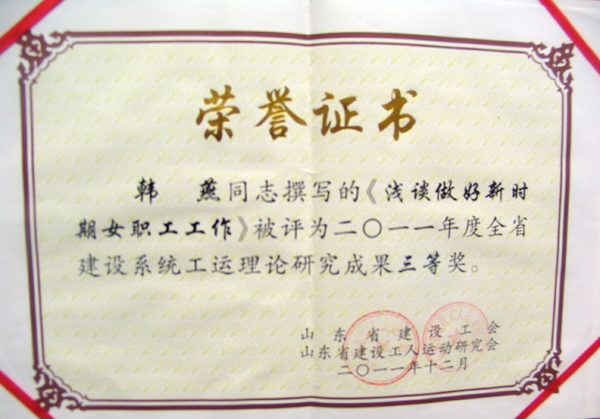 荣誉证书
韩 燕同志撰写的《浅谈做好新时
期女职工工作》被评为二〇一一年度全省
建设系统工运理论研究成果三等奖。
山东省建设工会
山东省建设工人运动研究会
二〇一一年十二月